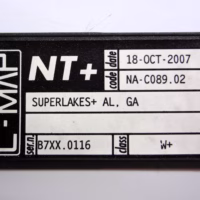 C-MAP
NT+
date 18-OCT-2007
code NA-C089.02
SUPERLAKES+ AL, GA
ser.n. B7XX.0116 class W+